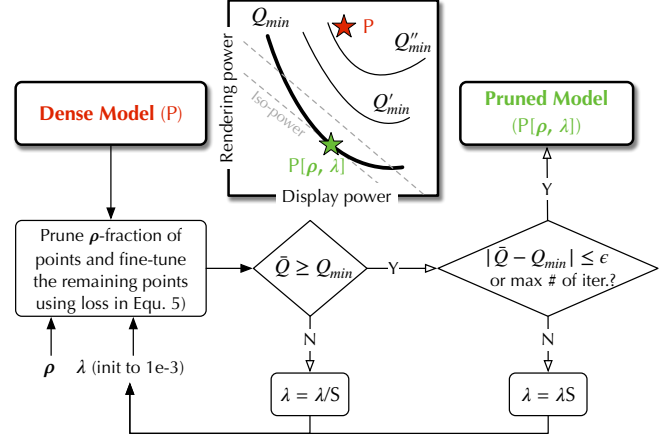 Q_min
P
Q''_min
Q'_min
Iso-power
P[ρ, λ]
Rendering power
Display power
Dense Model (P)
Pruned Model
(P[ρ, λ])
Prune ρ-fraction of
points and fine-tune
the remaining points
using loss in Equ. 5)
Q̄ ≥ Q_min
Y
|Q̄ − Q_min| ≤ ϵ
or max # of iter.?
Y
N
N
ρ
λ (init to 1e-3)
λ = λ/S
λ = λS